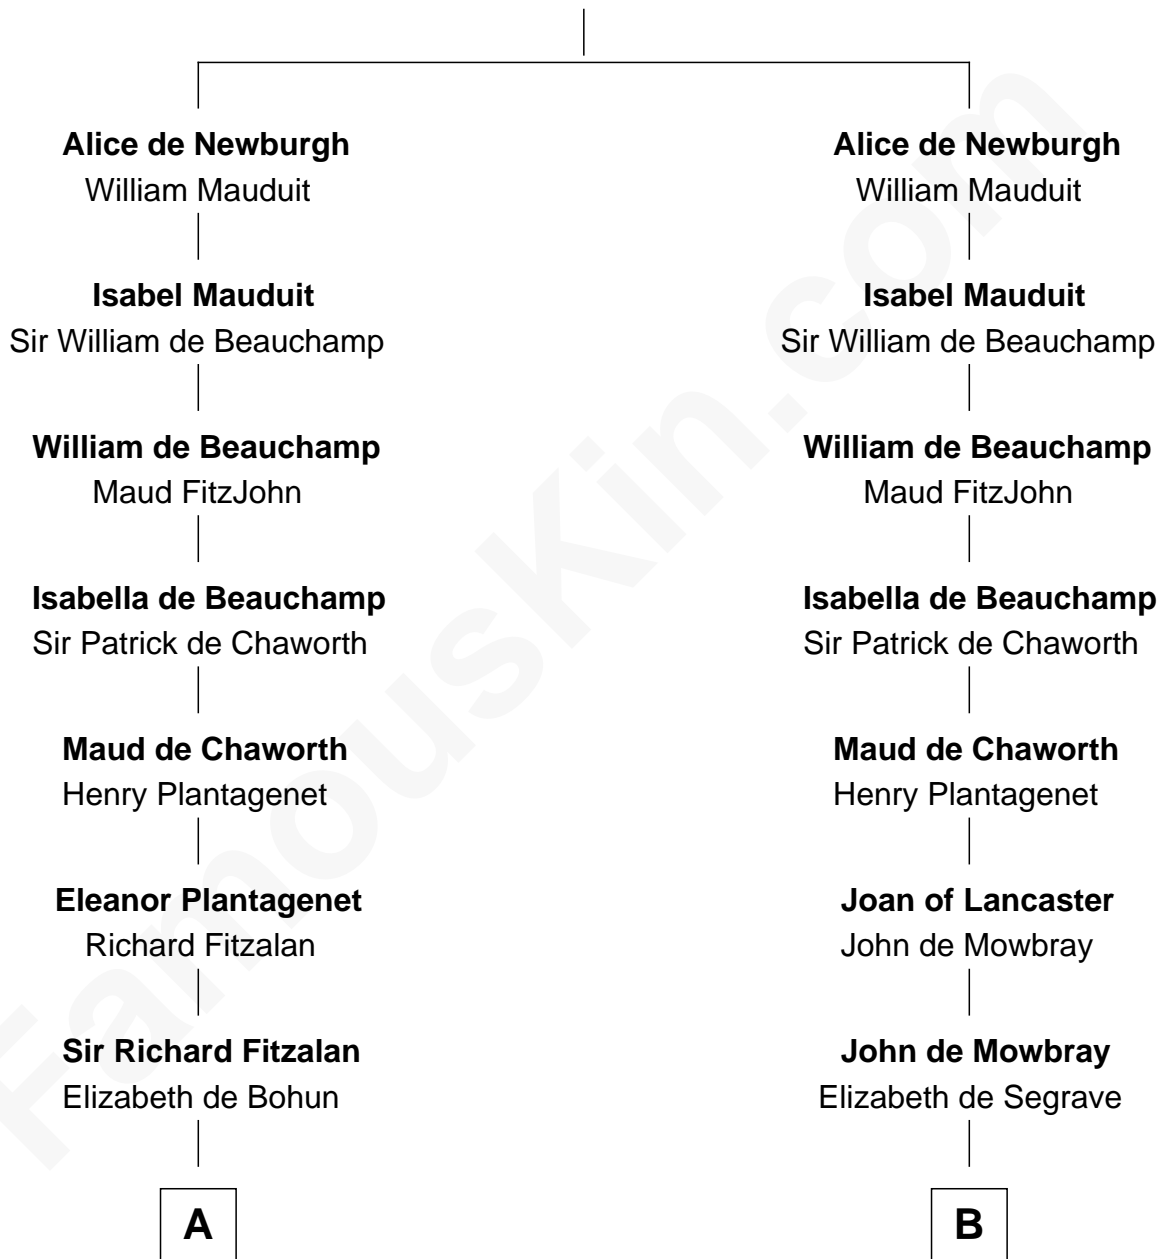 Alice de Newburgh
William Mauduit
Isabel Mauduit
Sir William de Beauchamp
William de Beauchamp
Maud FitzJohn
Isabella de Beauchamp
Sir Patrick de Chaworth
Maud de Chaworth
Henry Plantagenet
Eleanor Plantagenet
Richard Fitzalan
Sir Richard Fitzalan
Elizabeth de Bohun
A
Alice de Newburgh
William Mauduit
Isabel Mauduit
Sir William de Beauchamp
William de Beauchamp
Maud FitzJohn
Isabella de Beauchamp
Sir Patrick de Chaworth
Maud de Chaworth
Henry Plantagenet
Joan of Lancaster
John de Mowbray
John de Mowbray
Elizabeth de Segrave
B
FamousKin.com